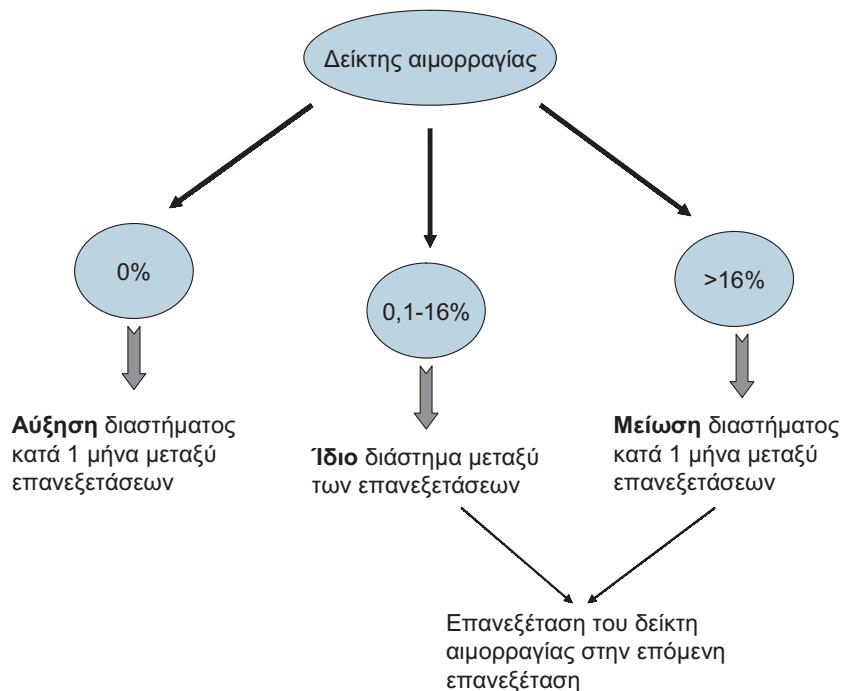 Δείκτης αιμορραγίας
0%
0,1-16%
>16%
Αύξηση διαστήματος
κατά 1 μήνα μεταξύ
επανεξετάσεων
Ίδιο διάστημα μεταξύ
των επανεξετάσεων
Μείωση διαστήματος
κατά 1 μήνα μεταξύ
επανεξετάσεων
Επανεξέταση του δείκτη
αιμορραγίας στην επόμενη
επανεξέταση